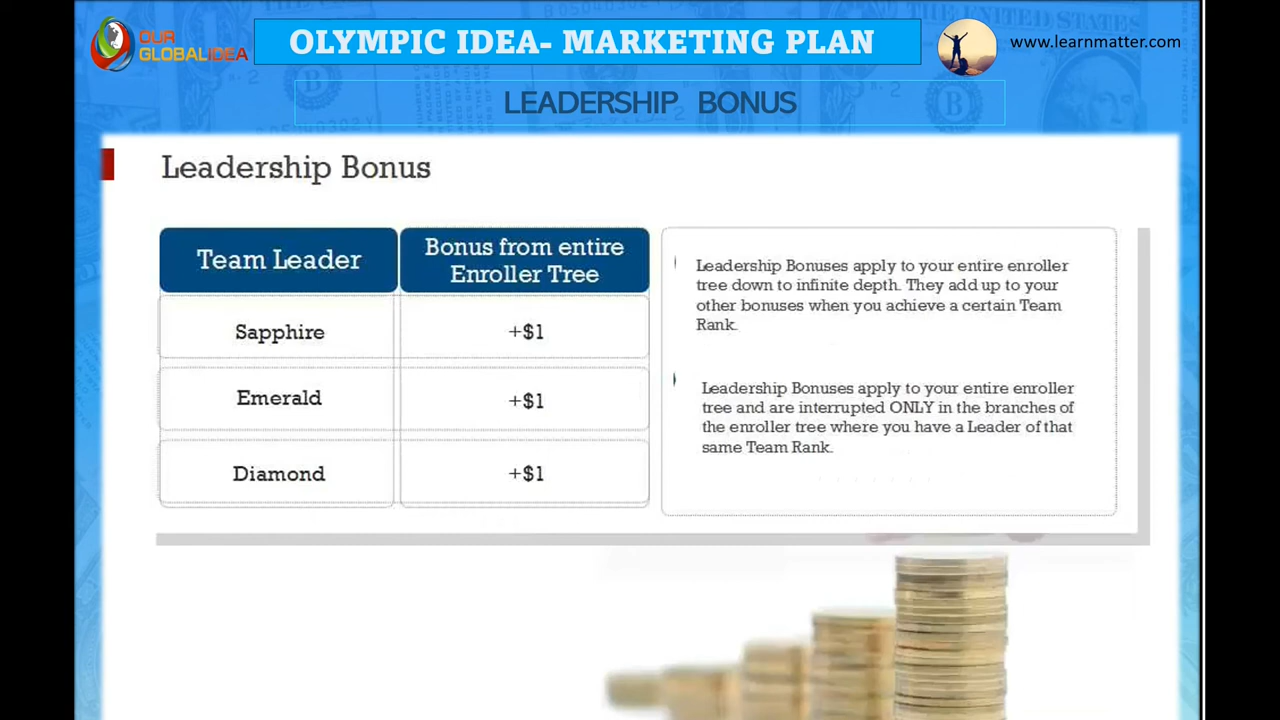 OUR
GLOBALIDEA
OLYMPIC IDEA- MARKETING PLAN
www.learnmatter.com
LEADERSHIP BONUS
Leadership Bonus
Team Leader
Bonus from entire
Enroller Tree
Sapphire
+$1
Emerald
+$1
Diamond
+$1
Leadership Bonuses apply to your entire enroller
tree down to infinite depth. They add up to your
other bonuses when you achieve a certain Team
Rank.
Leadership Bonuses apply to your entire enroller
tree and are interrupted ONLY in the branches of
the enroller tree where you have a Leader of that
same Team Rank.